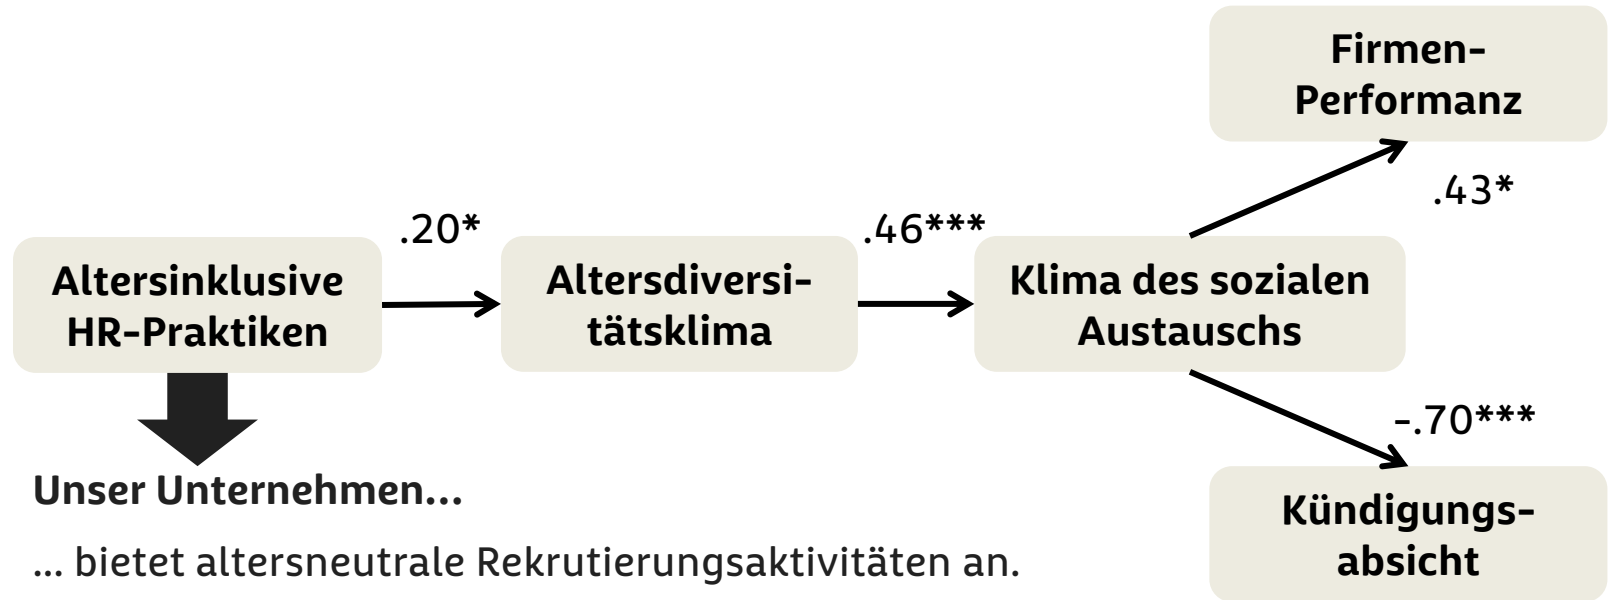 Firmen-
Performanz
.43*
.20*
.46***
Altersinklusive
HR-Praktiken
Altersdiversi-
tätsklima
Klima des sozialen
Austauschs
-.70***
Kündigungs-
absicht
Unser Unternehmen...
... bietet altersneutrale Rekrutierungsaktivitäten an.